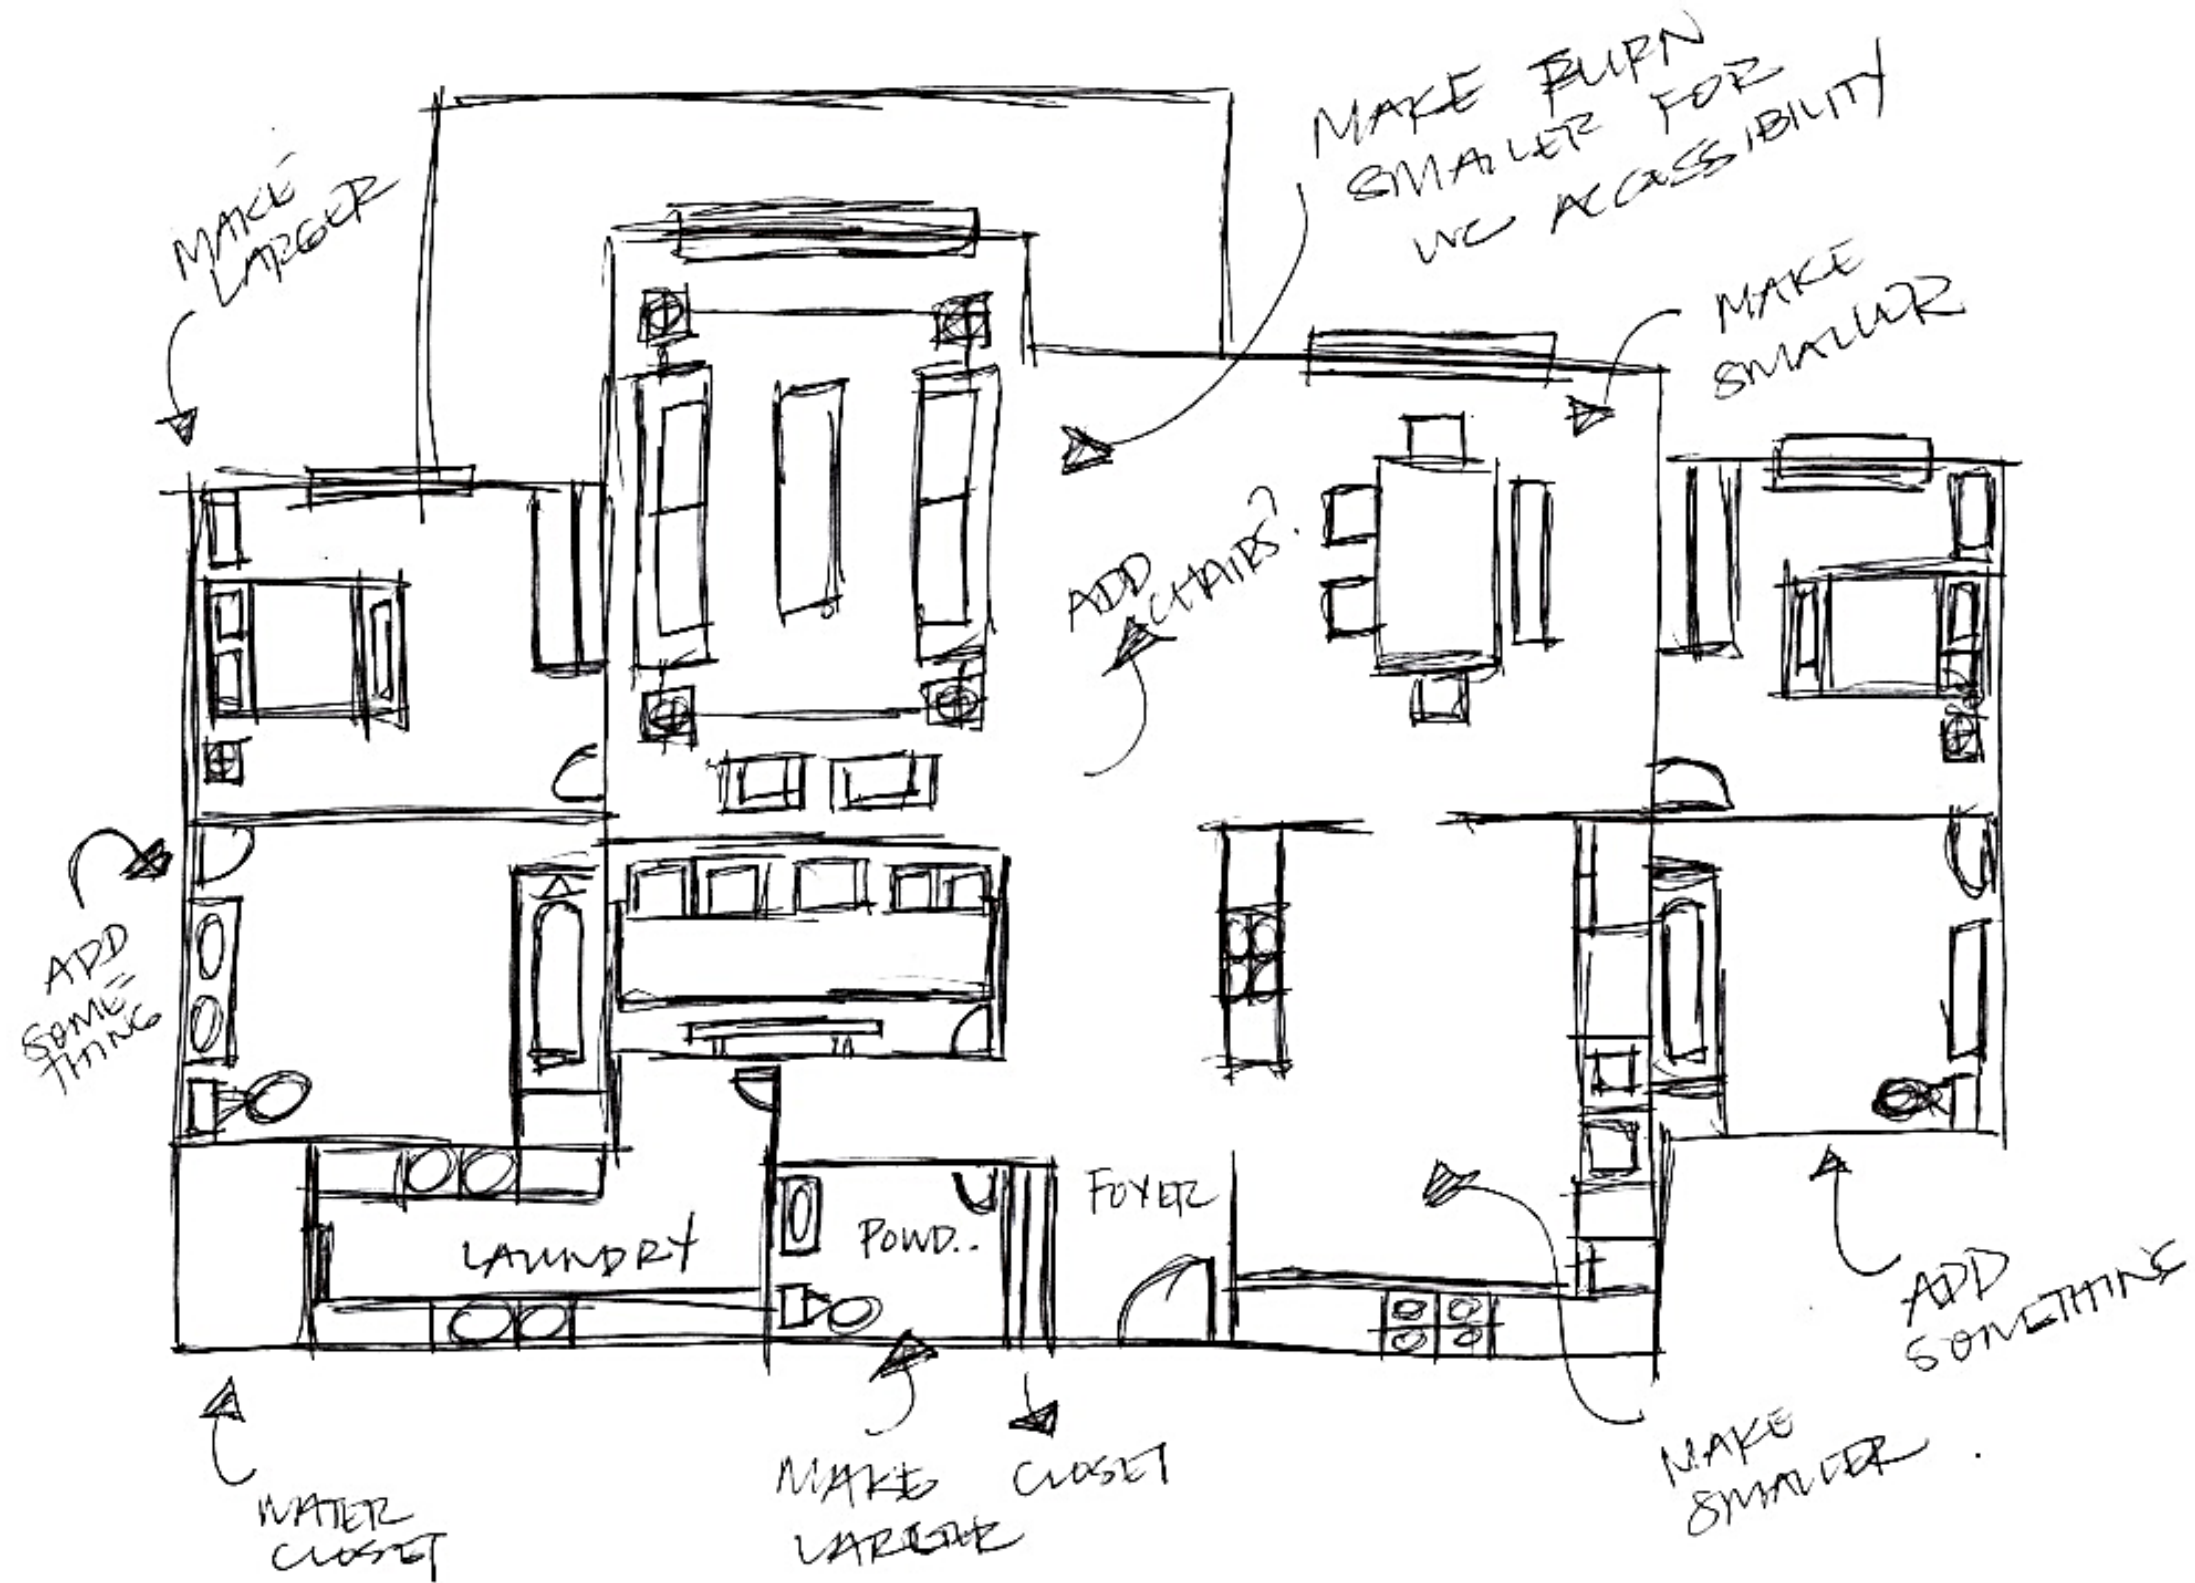 MAKE FURN
SMALLER FOR
WC ACCESSIBILITY
MAKE
LARGER
MAKE
SMALLER
ADD
CHAIRS?
ADD
SOME-
THING
LAUNDRY
POWD..
FOYER
ADD
SOMETHING
WATER
CLOSET
MAKE
LARGER
CLOSET
MAKE
SMALLER.